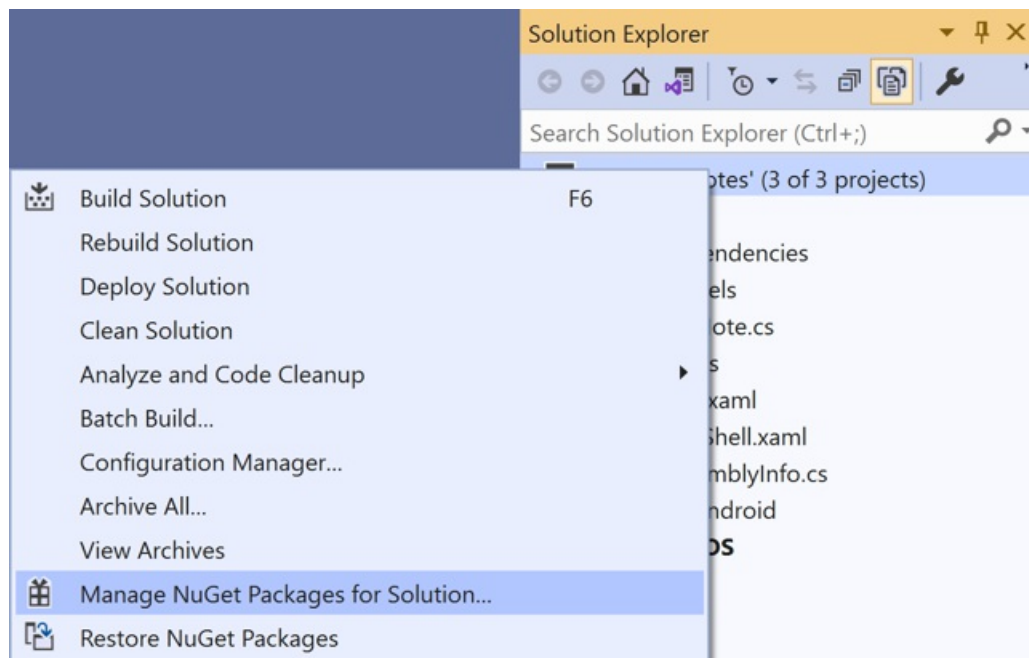 Solution Explorer
Search Solution Explorer (Ctrl+;)
otes' (3 of 3 projects)
endencies
els
ote.cs
s
xaml
Shell.xaml
mblyInfo.cs
ndroid
OS
Build Solution F6
Rebuild Solution
Deploy Solution
Clean Solution
Analyze and Code Cleanup
Batch Build...
Configuration Manager...
Archive All...
View Archives
Manage NuGet Packages for Solution...
Restore NuGet Packages